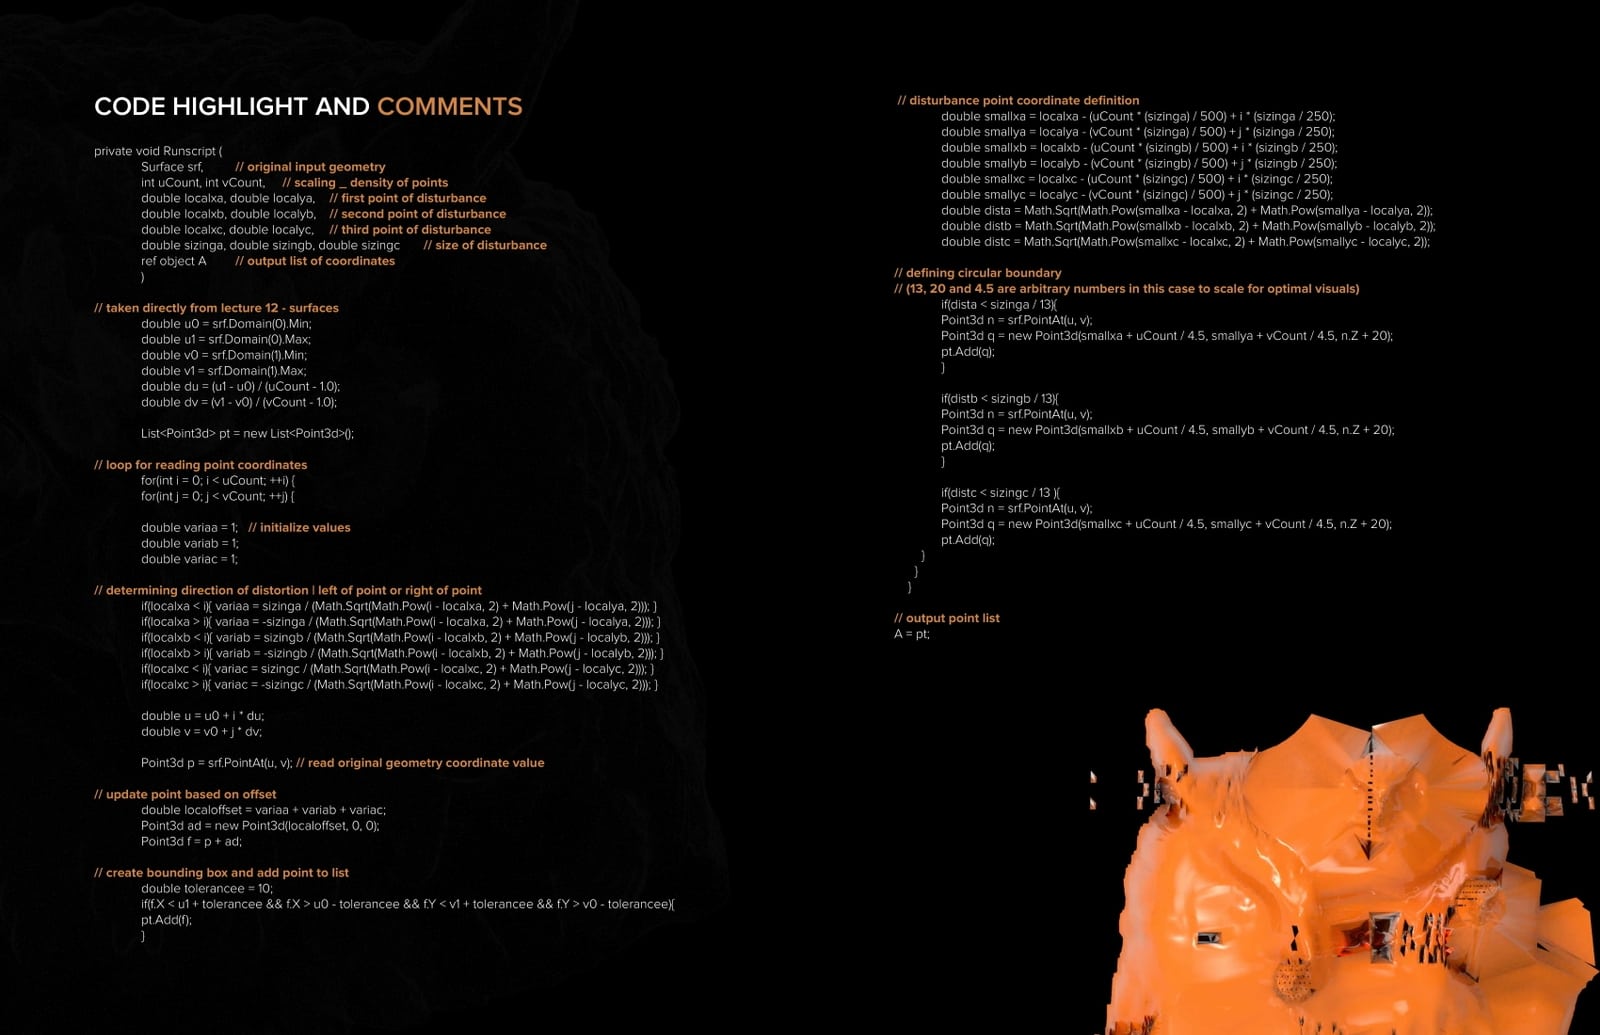 CODE HIGHLIGHT AND COMMENTS
private void Runscript (
Surface srf, // original input geometry
int uCount, int vCount, // scaling _ density of points
double localxa, double localya, // first point of disturbance
double localxb, double localyb, // second point of disturbance
double localxc, double localyc, // third point of disturbance
double sizinga, double sizingb, double sizingc // size of disturbance
ref object A // output list of coordinates
)
// taken directly from lecture 12 - surfaces
double u0 = srf.Domain(0).Min;
double u1 = srf.Domain(0).Max;
double v0 = srf.Domain(1).Min;
double v1 = srf.Domain(1).Max;
double du = (u1 - u0) / (uCount - 1.0);
double dv = (v1 - v0) / (vCount - 1.0);
List<Point3d> pt = new List<Point3d>();
// loop for reading point coordinates
for(int i = 0; i < uCount; ++i) {
for(int j = 0; j < vCount; ++j) {
double variaa = 1; // initialize values
double variab = 1;
double variac = 1;
// determining direction of distortion | left of point or right of point
if(localxa < i){ variaa = sizinga / (Math.Sqrt(Math.Pow(i - localxa, 2) + Math.Pow(j - localya, 2))); }
if(localxa > i){ variaa = -sizinga / (Math.Sqrt(Math.Pow(i - localxa, 2) + Math.Pow(j - localya, 2))); }
if(localxb < i){ variab = sizingb / (Math.Sqrt(Math.Pow(i - localxb, 2) + Math.Pow(j - localyb, 2))); }
if(localxb > i){ variab = -sizingb / (Math.Sqrt(Math.Pow(i - localxb, 2) + Math.Pow(j - localyb, 2))); }
if(localxc < i){ variac = sizingc / (Math.Sqrt(Math.Pow(i - localxc, 2) + Math.Pow(j - localyc, 2))); }
if(localxc > i){ variac = -sizingc / (Math.Sqrt(Math.Pow(i - localxc, 2) + Math.Pow(j - localyc, 2))); }
double u = u0 + i * du;
double v = v0 + j * dv;
Point3d p = srf.PointAt(u, v); // read original geometry coordinate value
// update point based on offset
double localoffset = variaa + variab + variac;
Point3d ad = new Point3d(localoffset, 0, 0);
Point3d f = p + ad;
// create bounding box and add point to list
double tolerancee = 10;
if(f.X < u1 + tolerancee && f.X > u0 - tolerancee && f.Y < v1 + tolerancee && f.Y > v0 - tolerancee){
pt.Add(f);
}
// disturbance point coordinate definition
double smallxa = localxa - (uCount * (sizinga) / 500) + i * (sizinga / 250);
double smallya = localya - (vCount * (sizinga) / 500) + j * (sizinga / 250);
double smallxb = localxb - (uCount * (sizingb) / 500) + i * (sizingb / 250);
double smallyb = localyb - (vCount * (sizingb) / 500) + j * (sizingb / 250);
double smallxc = localxc - (uCount * (sizingc) / 500) + i * (sizingc / 250);
double smallyc = localyc - (vCount * (sizingc) / 500) + j * (sizingc / 250);
double dista = Math.Sqrt(Math.Pow(smallxa - localxa, 2) + Math.Pow(smallya - localya, 2));
double distb = Math.Sqrt(Math.Pow(smallxb - localxb, 2) + Math.Pow(smallyb - localyb, 2));
double distc = Math.Sqrt(Math.Pow(smallxc - localxc, 2) + Math.Pow(smallyc - localyc, 2));
// defining circular boundary
// (13, 20 and 4.5 are arbitrary numbers in this case to scale for optimal visuals)
if(dista < sizinga / 13){
Point3d n = srf.PointAt(u, v);
Point3d q = new Point3d(smallxa + uCount / 4.5, smallya + vCount / 4.5, n.Z + 20);
pt.Add(q);
}
if(distb < sizingb / 13){
Point3d n = srf.PointAt(u, v);
Point3d q = new Point3d(smallxb + uCount / 4.5, smallyb + vCount / 4.5, n.Z + 20);
pt.Add(q);
}
if(distc < sizingc / 13 ){
Point3d n = srf.PointAt(u, v);
Point3d q = new Point3d(smallxc + uCount / 4.5, smallyc + vCount / 4.5, n.Z + 20);
pt.Add(q);
}
}
}
// output point list
A = pt;